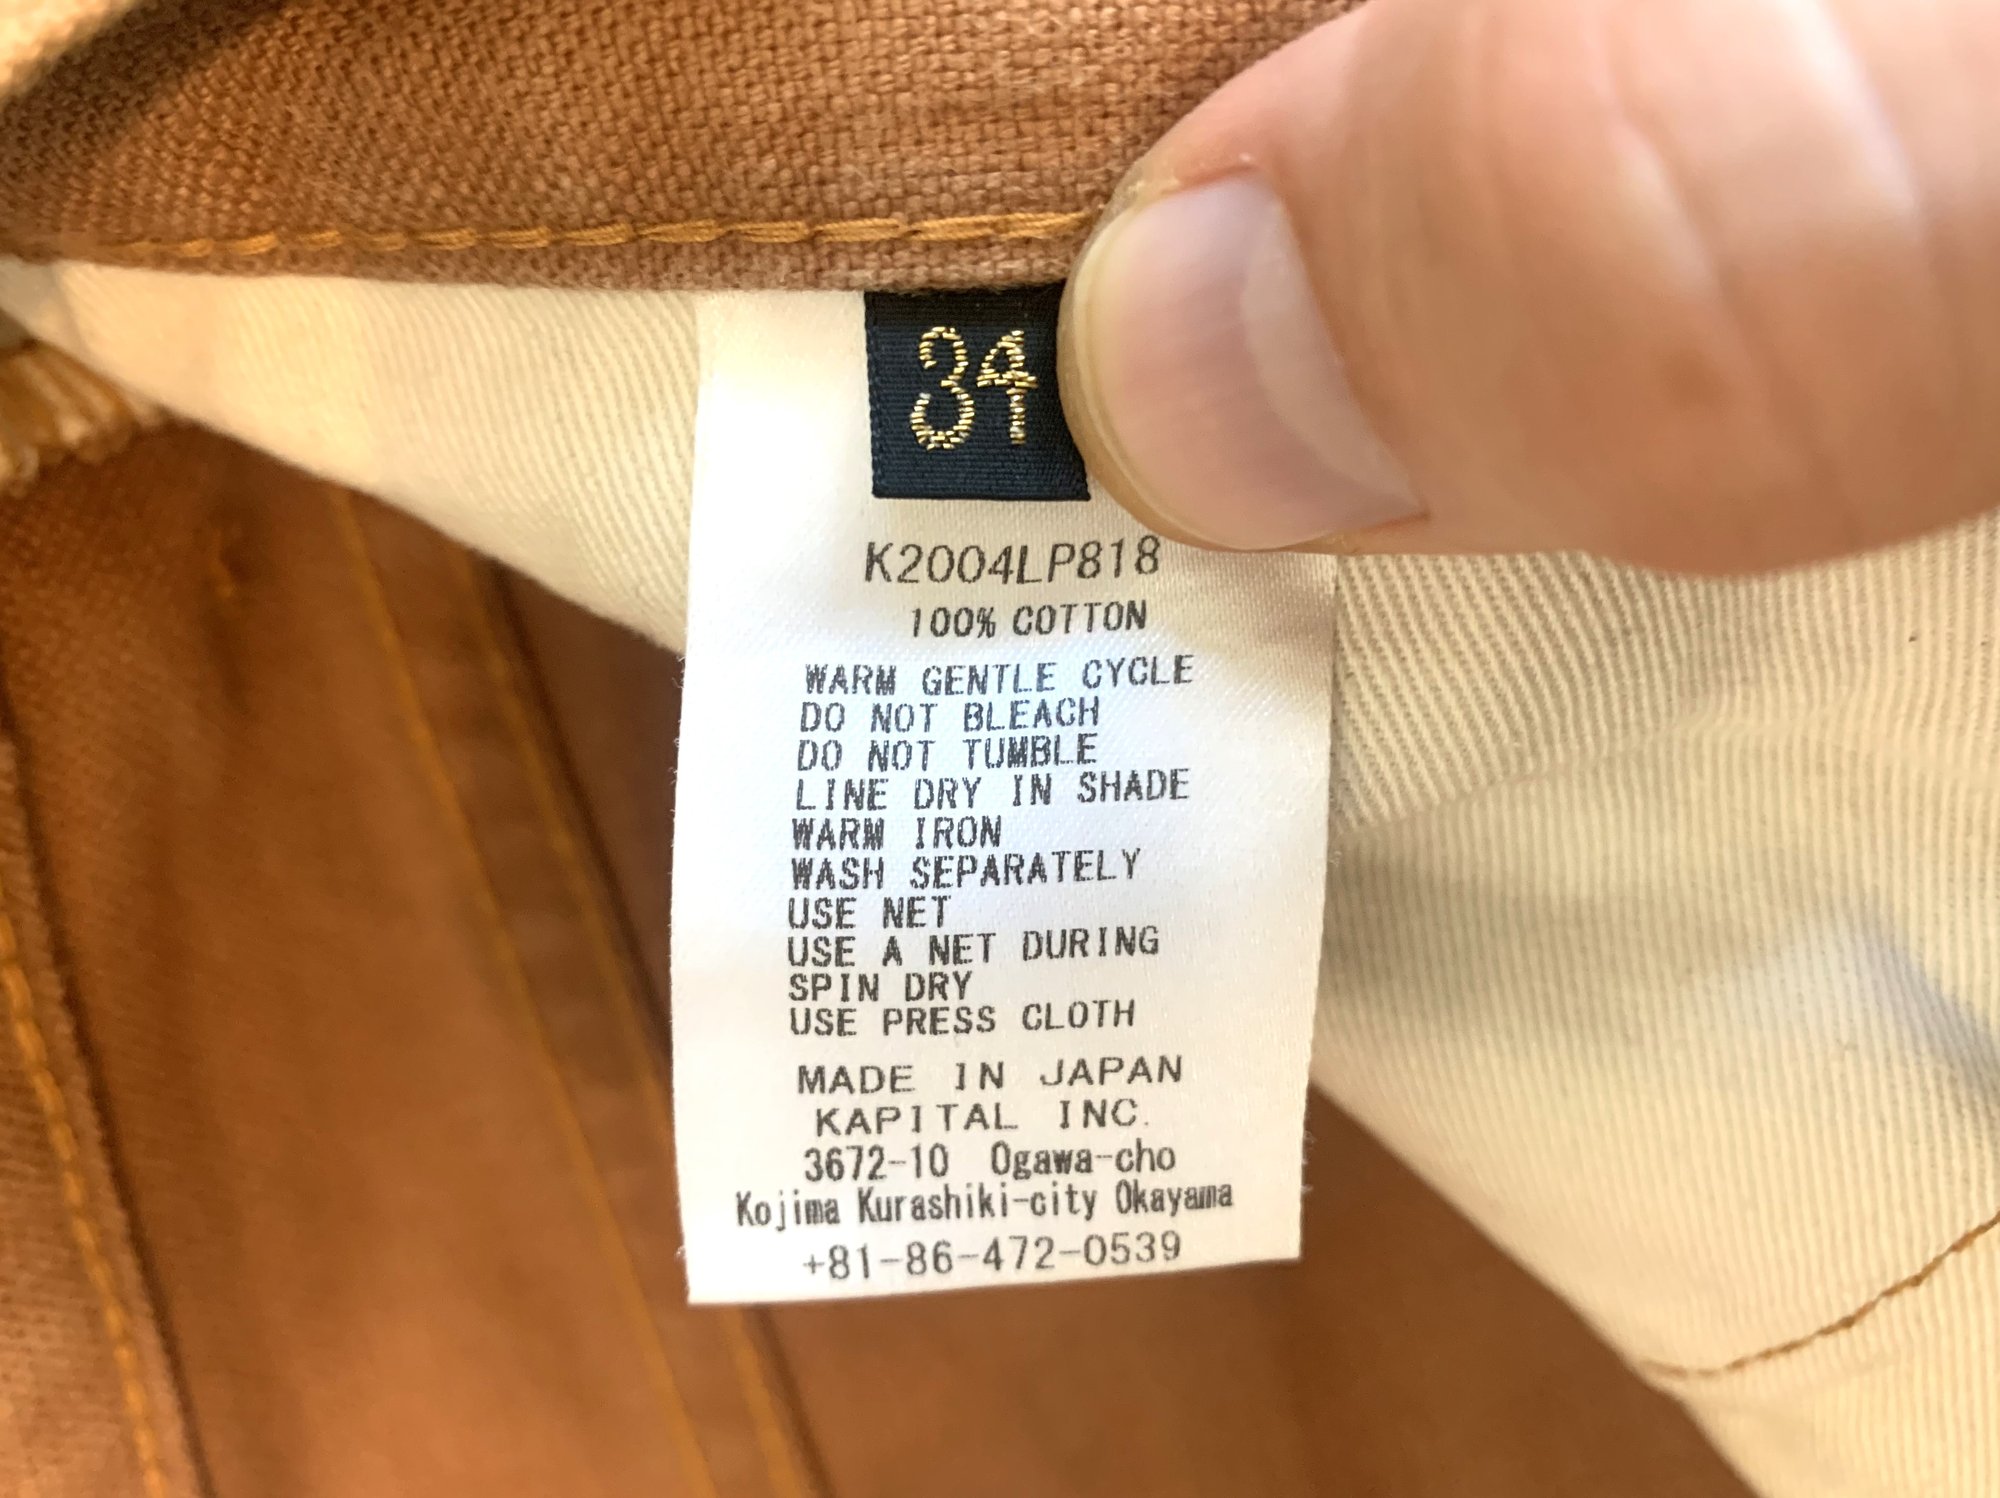 34
K2004LP818
100% COTTON
WARM GENTLE CYCLE
DO NOT BLEACH
DO NOT TUMBLE
LINE DRY IN SHADE
WARM IRON
WASH SEPARATELY
USE NET
USE A NET DURING
SPIN DRY
USE PRESS CLOTH
MADE IN JAPAN
KAPITAL INC.
3672-10 Ogawa-cho
Kojima Kurashiki-city Okayama
+81-86-472-0539